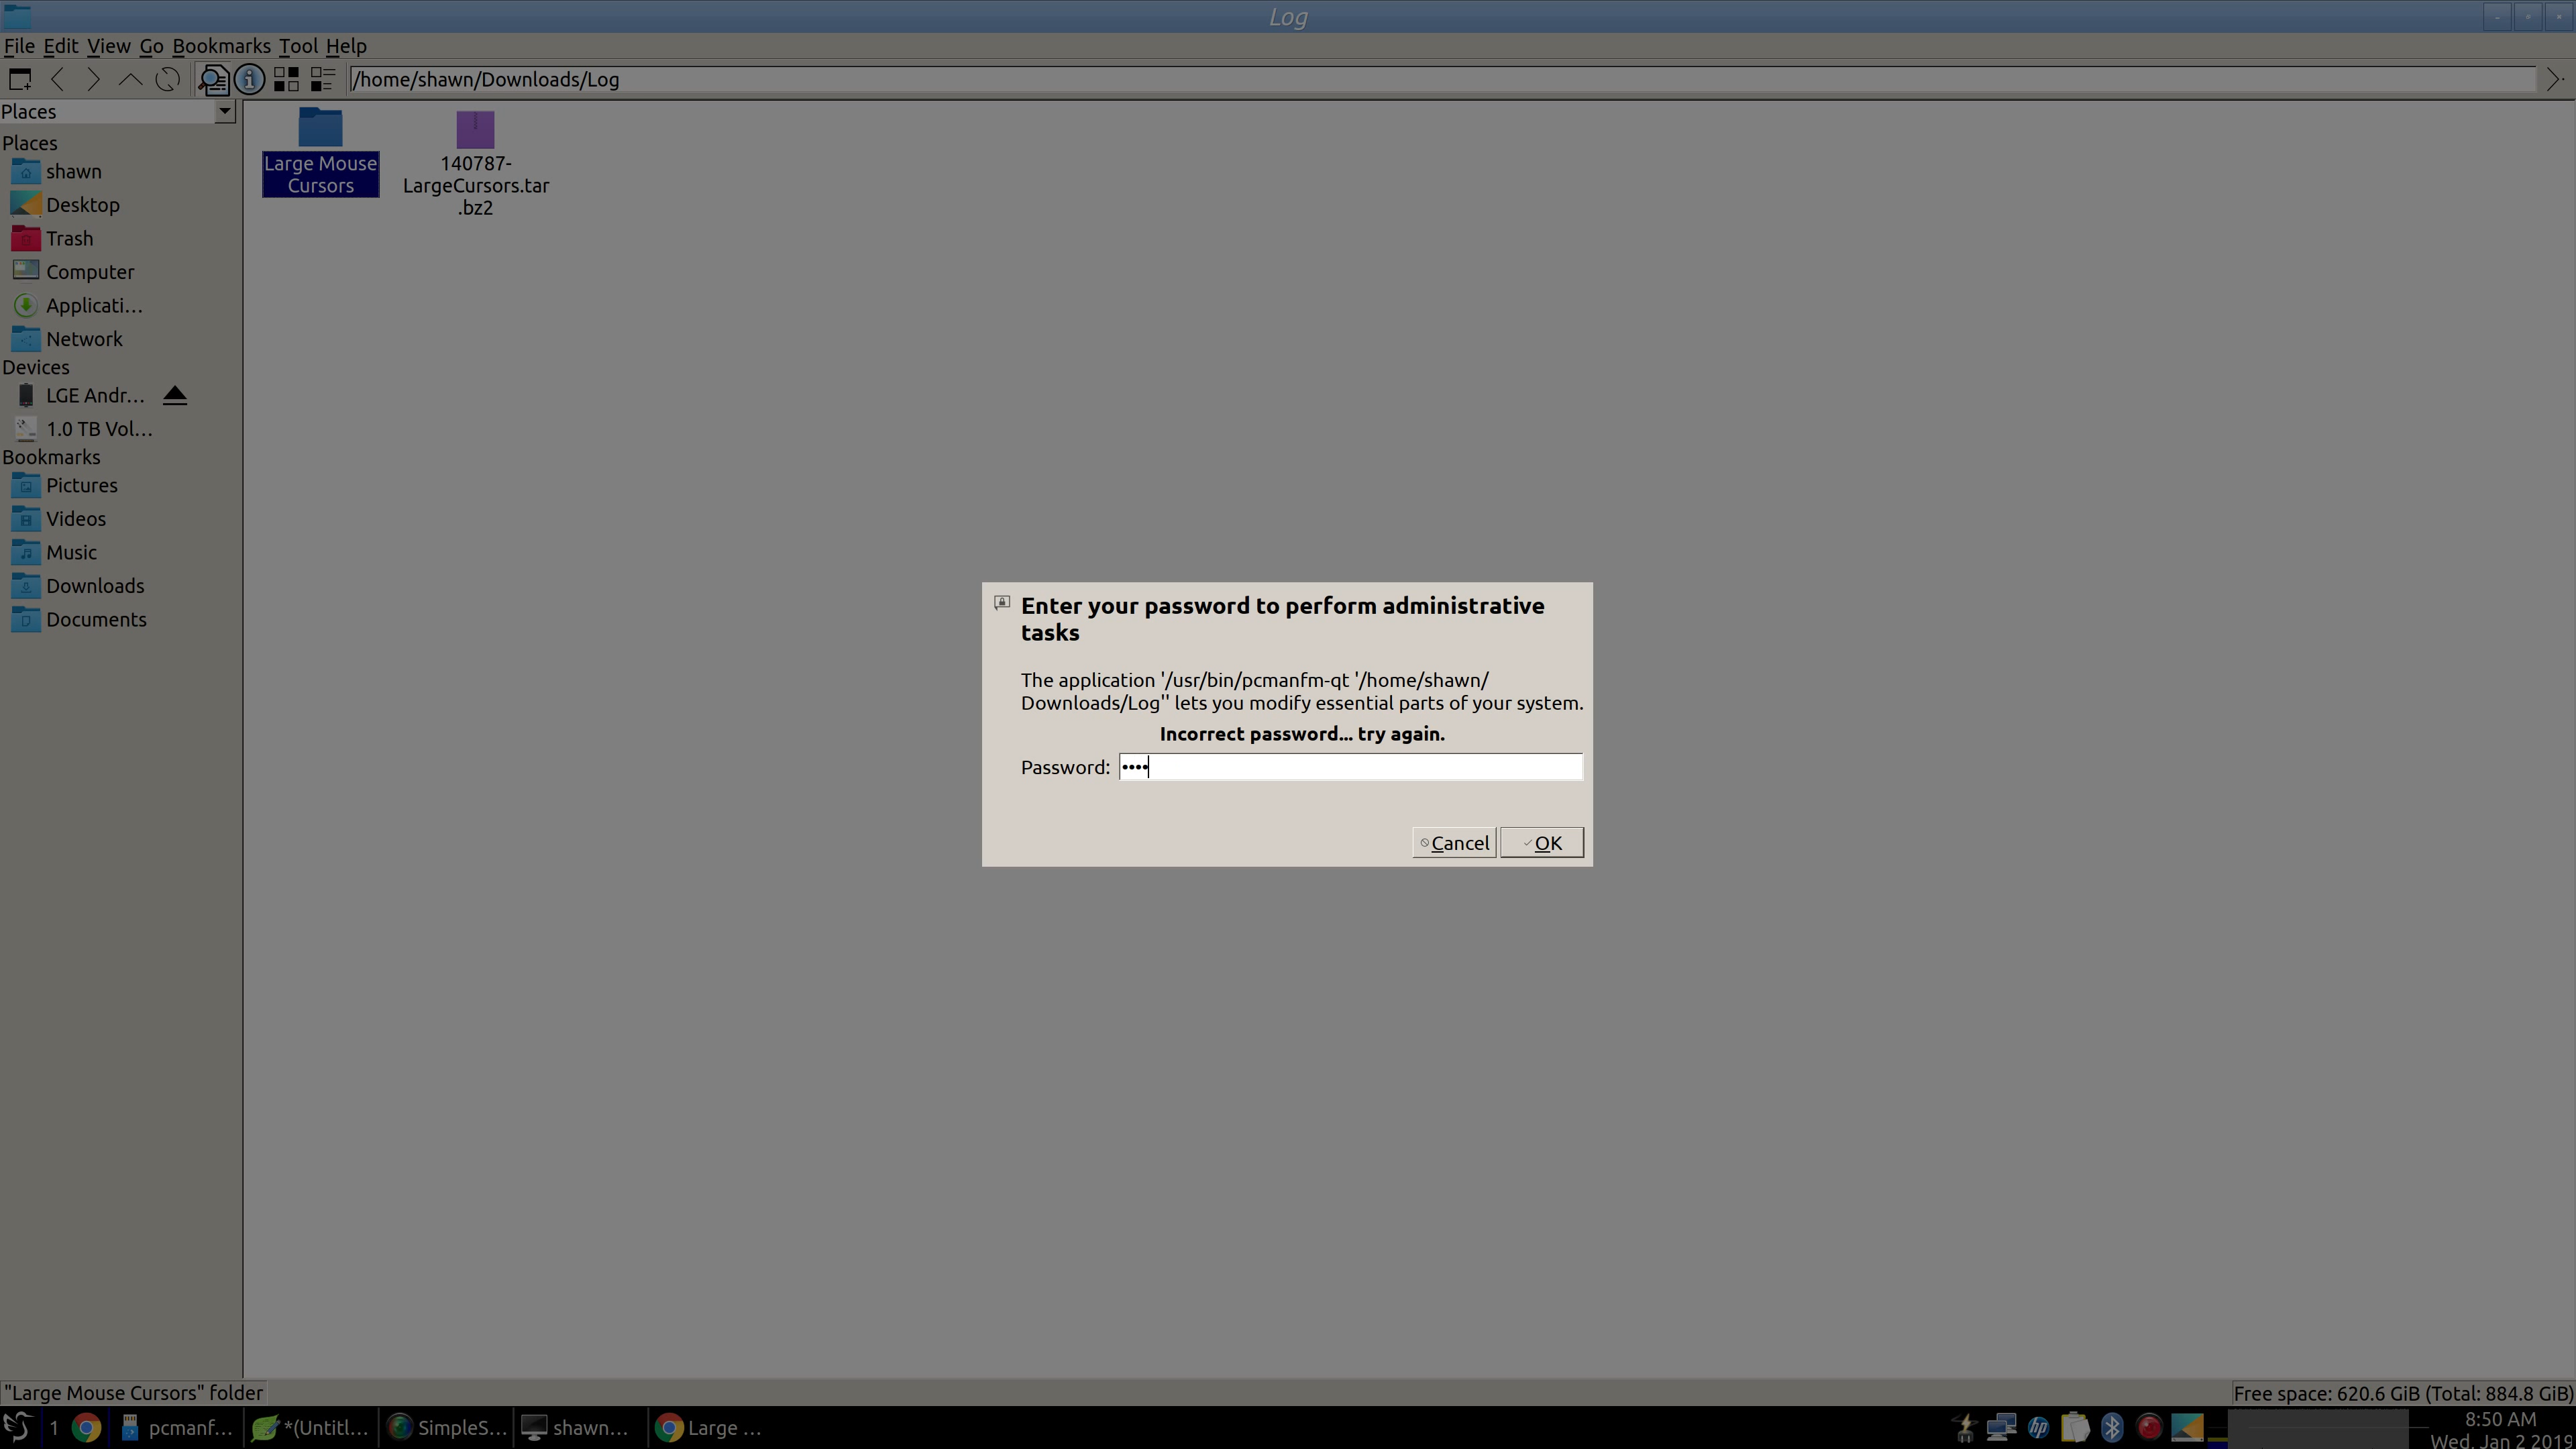 Log
File Edit View Go Bookmarks Tool Help
/home/shawn/Downloads/Log
Places
Places
shawn
Desktop
Trash
Computer
Applicati...
Network
Devices
LGE Andr...
1.0 TB Vol...
Bookmarks
Pictures
Videos
Music
Downloads
Documents
Large Mouse
Cursors
140787-
LargeCursors.tar
.bz2
Enter your password to perform administrative
tasks
The application '/usr/bin/pcmanfm-qt '/home/shawn/
Downloads/Log'' lets you modify essential parts of your system.
Incorrect password... try again.
Password: ••••
Cancel OK
"Large Mouse Cursors" folder
Free space: 620.6 GiB (Total: 884.8 GiB)
1 pcmanf... *(Untitl... SimpleS... shawn... Large ...
hp
8:50 AM
Wed, Jan 2 2019